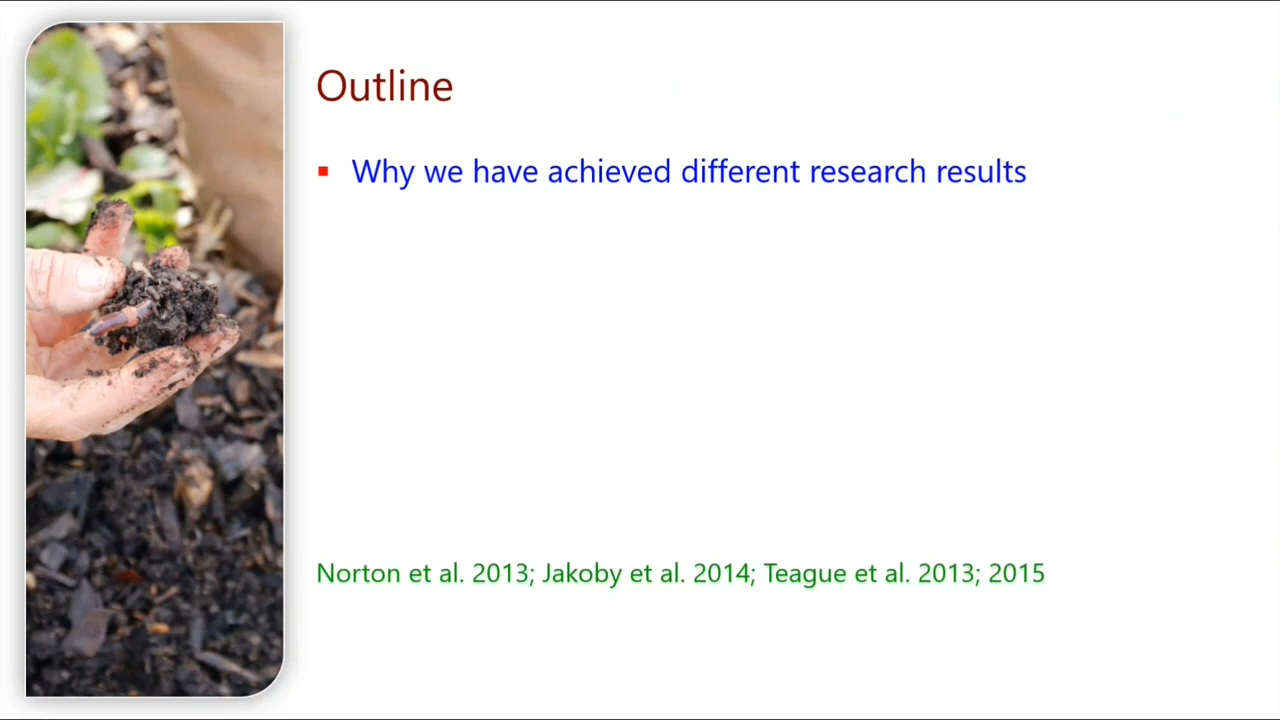 Outline
Why we have achieved different research results
Norton et al. 2013; Jakoby et al. 2014; Teague et al. 2013; 2015